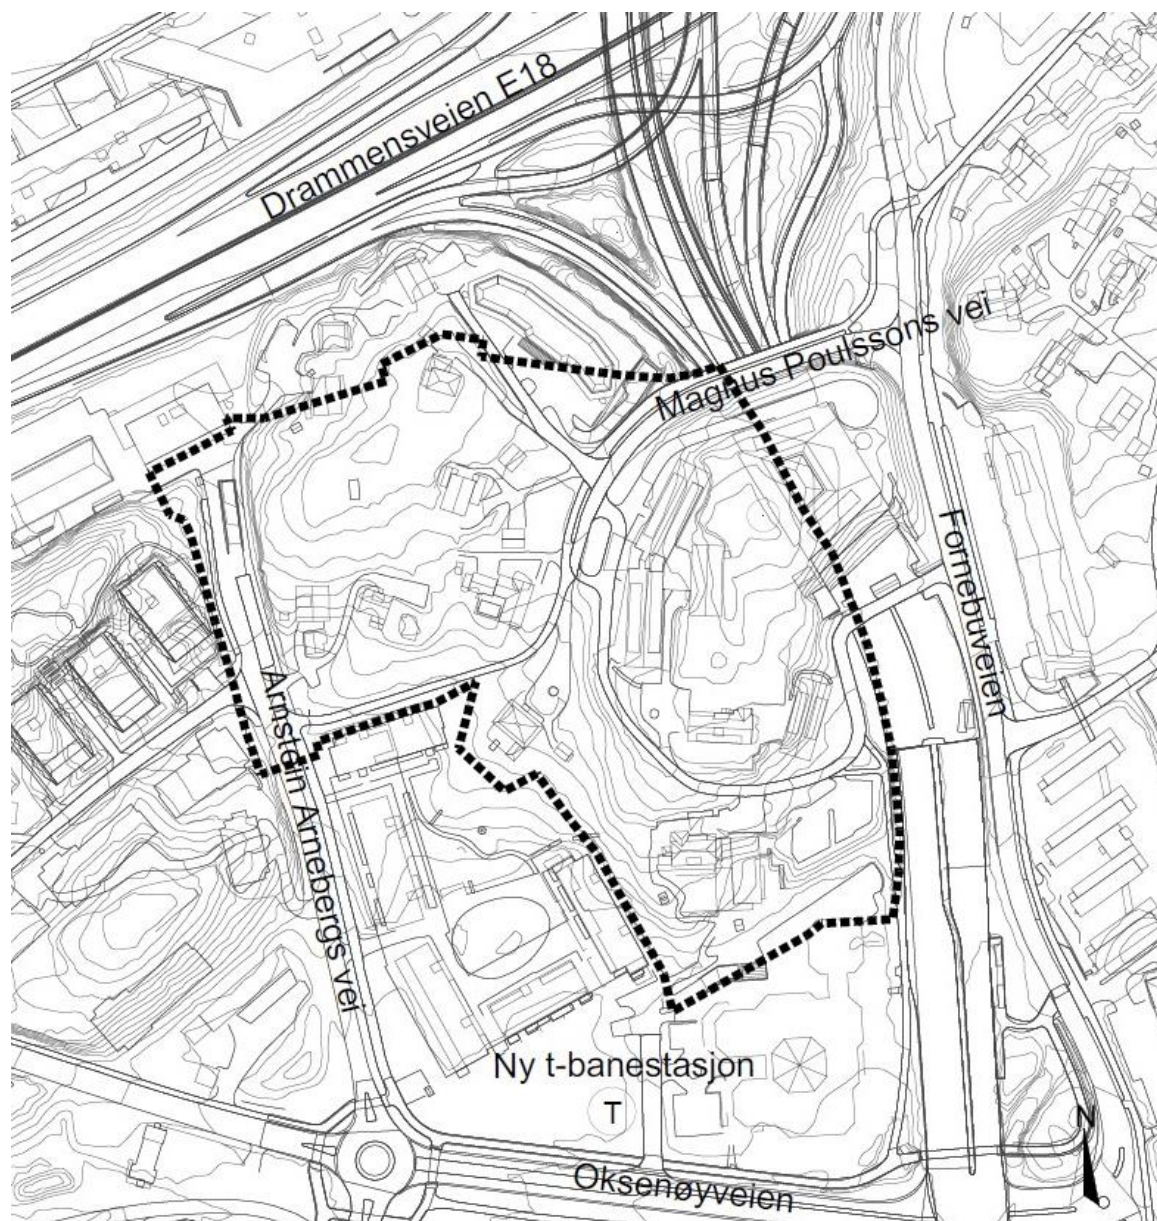 Drammensveien E18
Magnus Poulssons vei
Fornebuveien
Arnstein Arnebergs vei
Ny t-banestasjon
T
N
Oksenøyveien